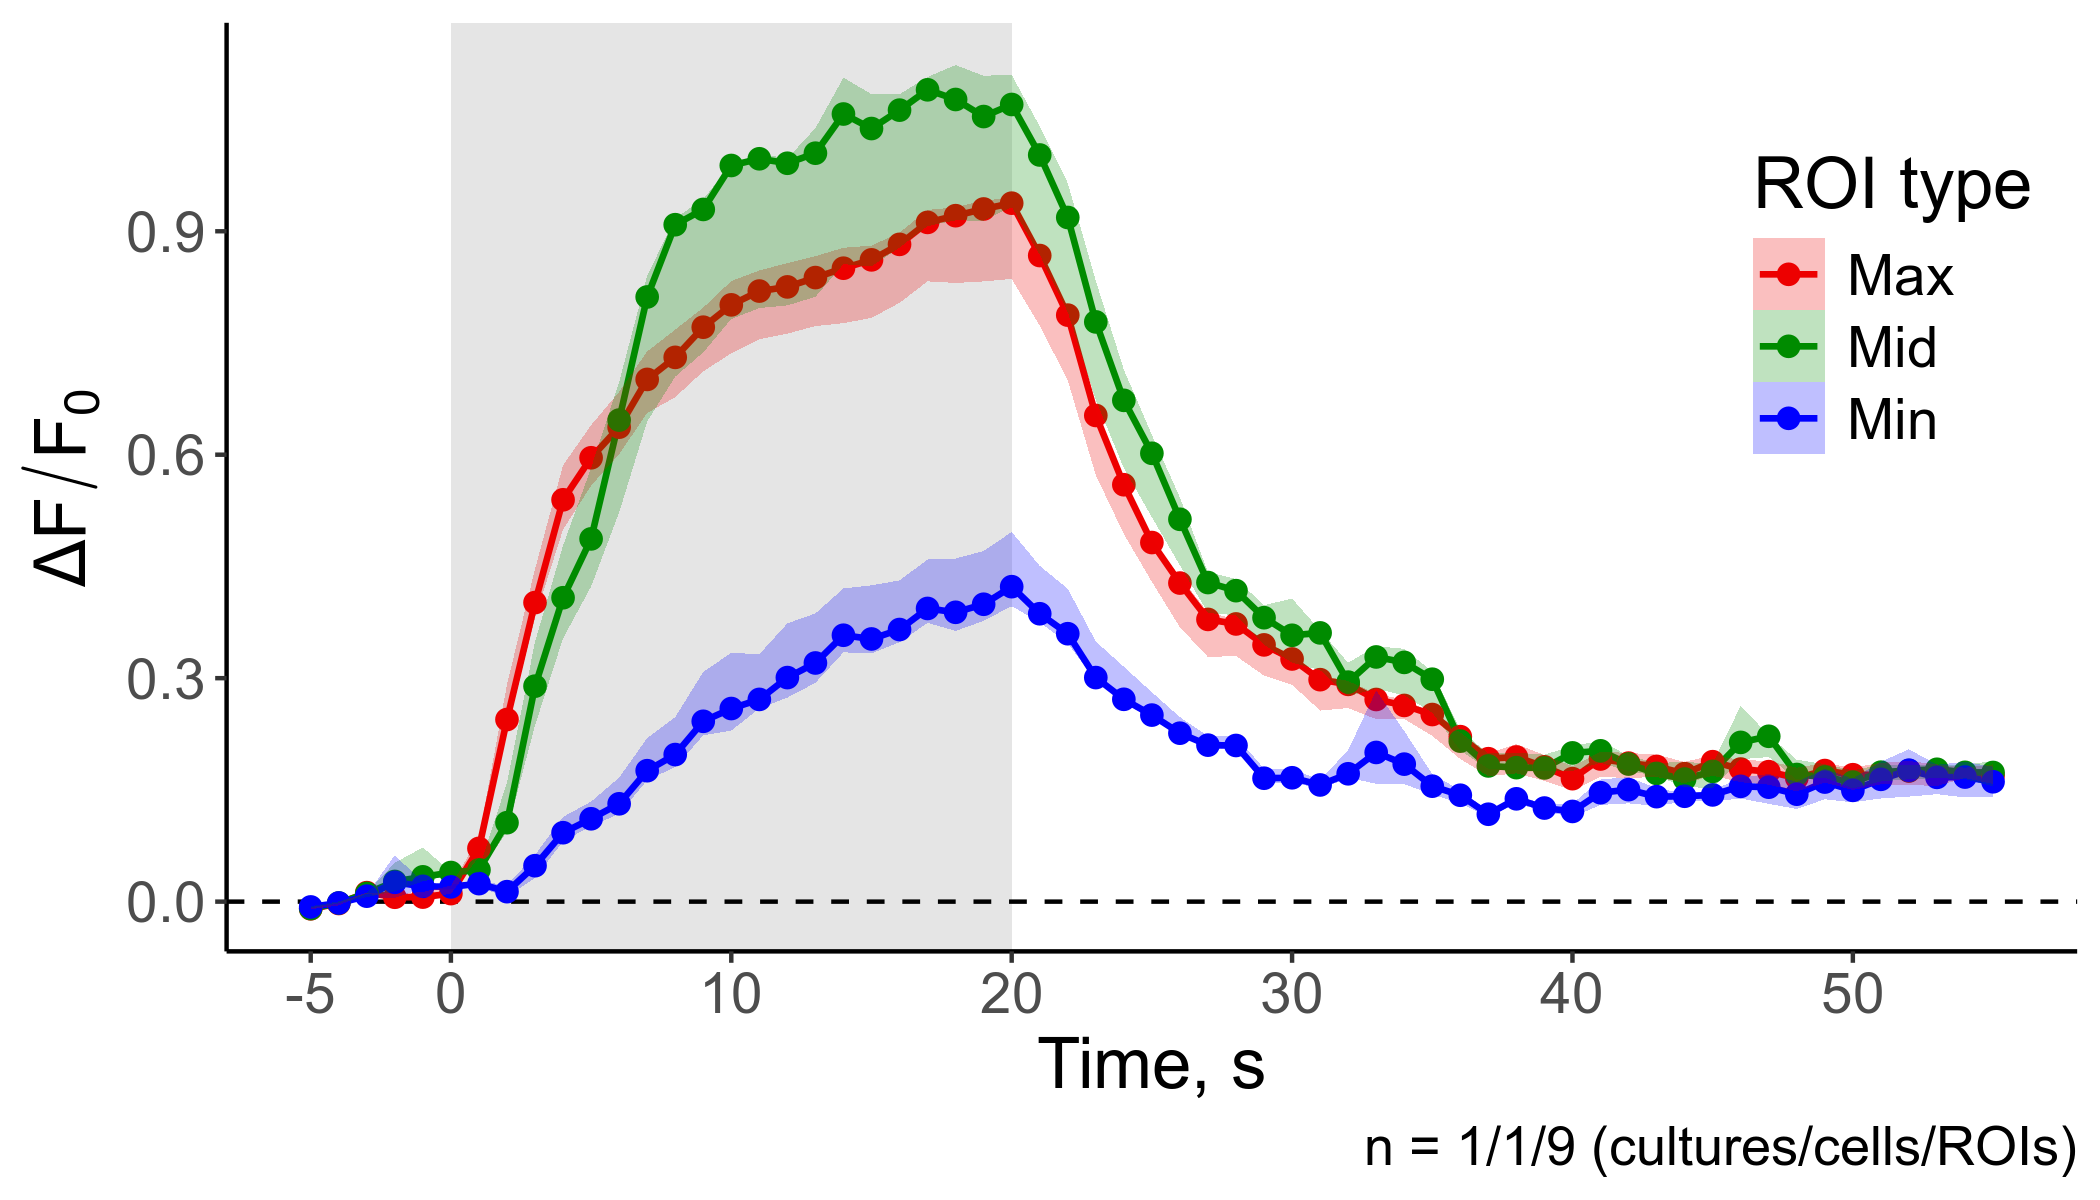 ΔF / F₀
0.9
0.6
0.3
0.0
-5 0 10 20 30 40 50
Time, s
ROI type
Max
Mid
Min
n = 1/1/9 (cultures/cells/ROIs)